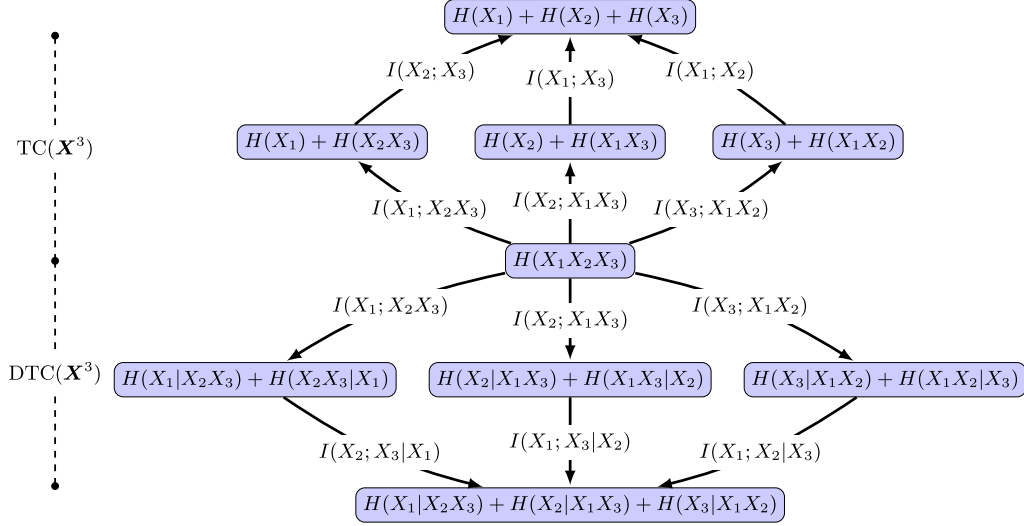 H(X₁) + H(X₂) + H(X₃)
I(X₂; X₃) I(X₁; X₃) I(X₁; X₂)
TC(𝑿³) H(X₁) + H(X₂X₃) H(X₂) + H(X₁X₃) H(X₃) + H(X₁X₂)
I(X₁; X₂X₃) I(X₂; X₁X₃) I(X₃; X₁X₂)
H(X₁X₂X₃)
I(X₁; X₂X₃) I(X₂; X₁X₃) I(X₃; X₁X₂)
DTC(𝑿³) H(X₁|X₂X₃) + H(X₂X₃|X₁) H(X₂|X₁X₃) + H(X₁X₃|X₂) H(X₃|X₁X₂) + H(X₁X₂|X₃)
I(X₂; X₃|X₁) I(X₁; X₃|X₂) I(X₁; X₂|X₃)
H(X₁|X₂X₃) + H(X₂|X₁X₃) + H(X₃|X₁X₂)